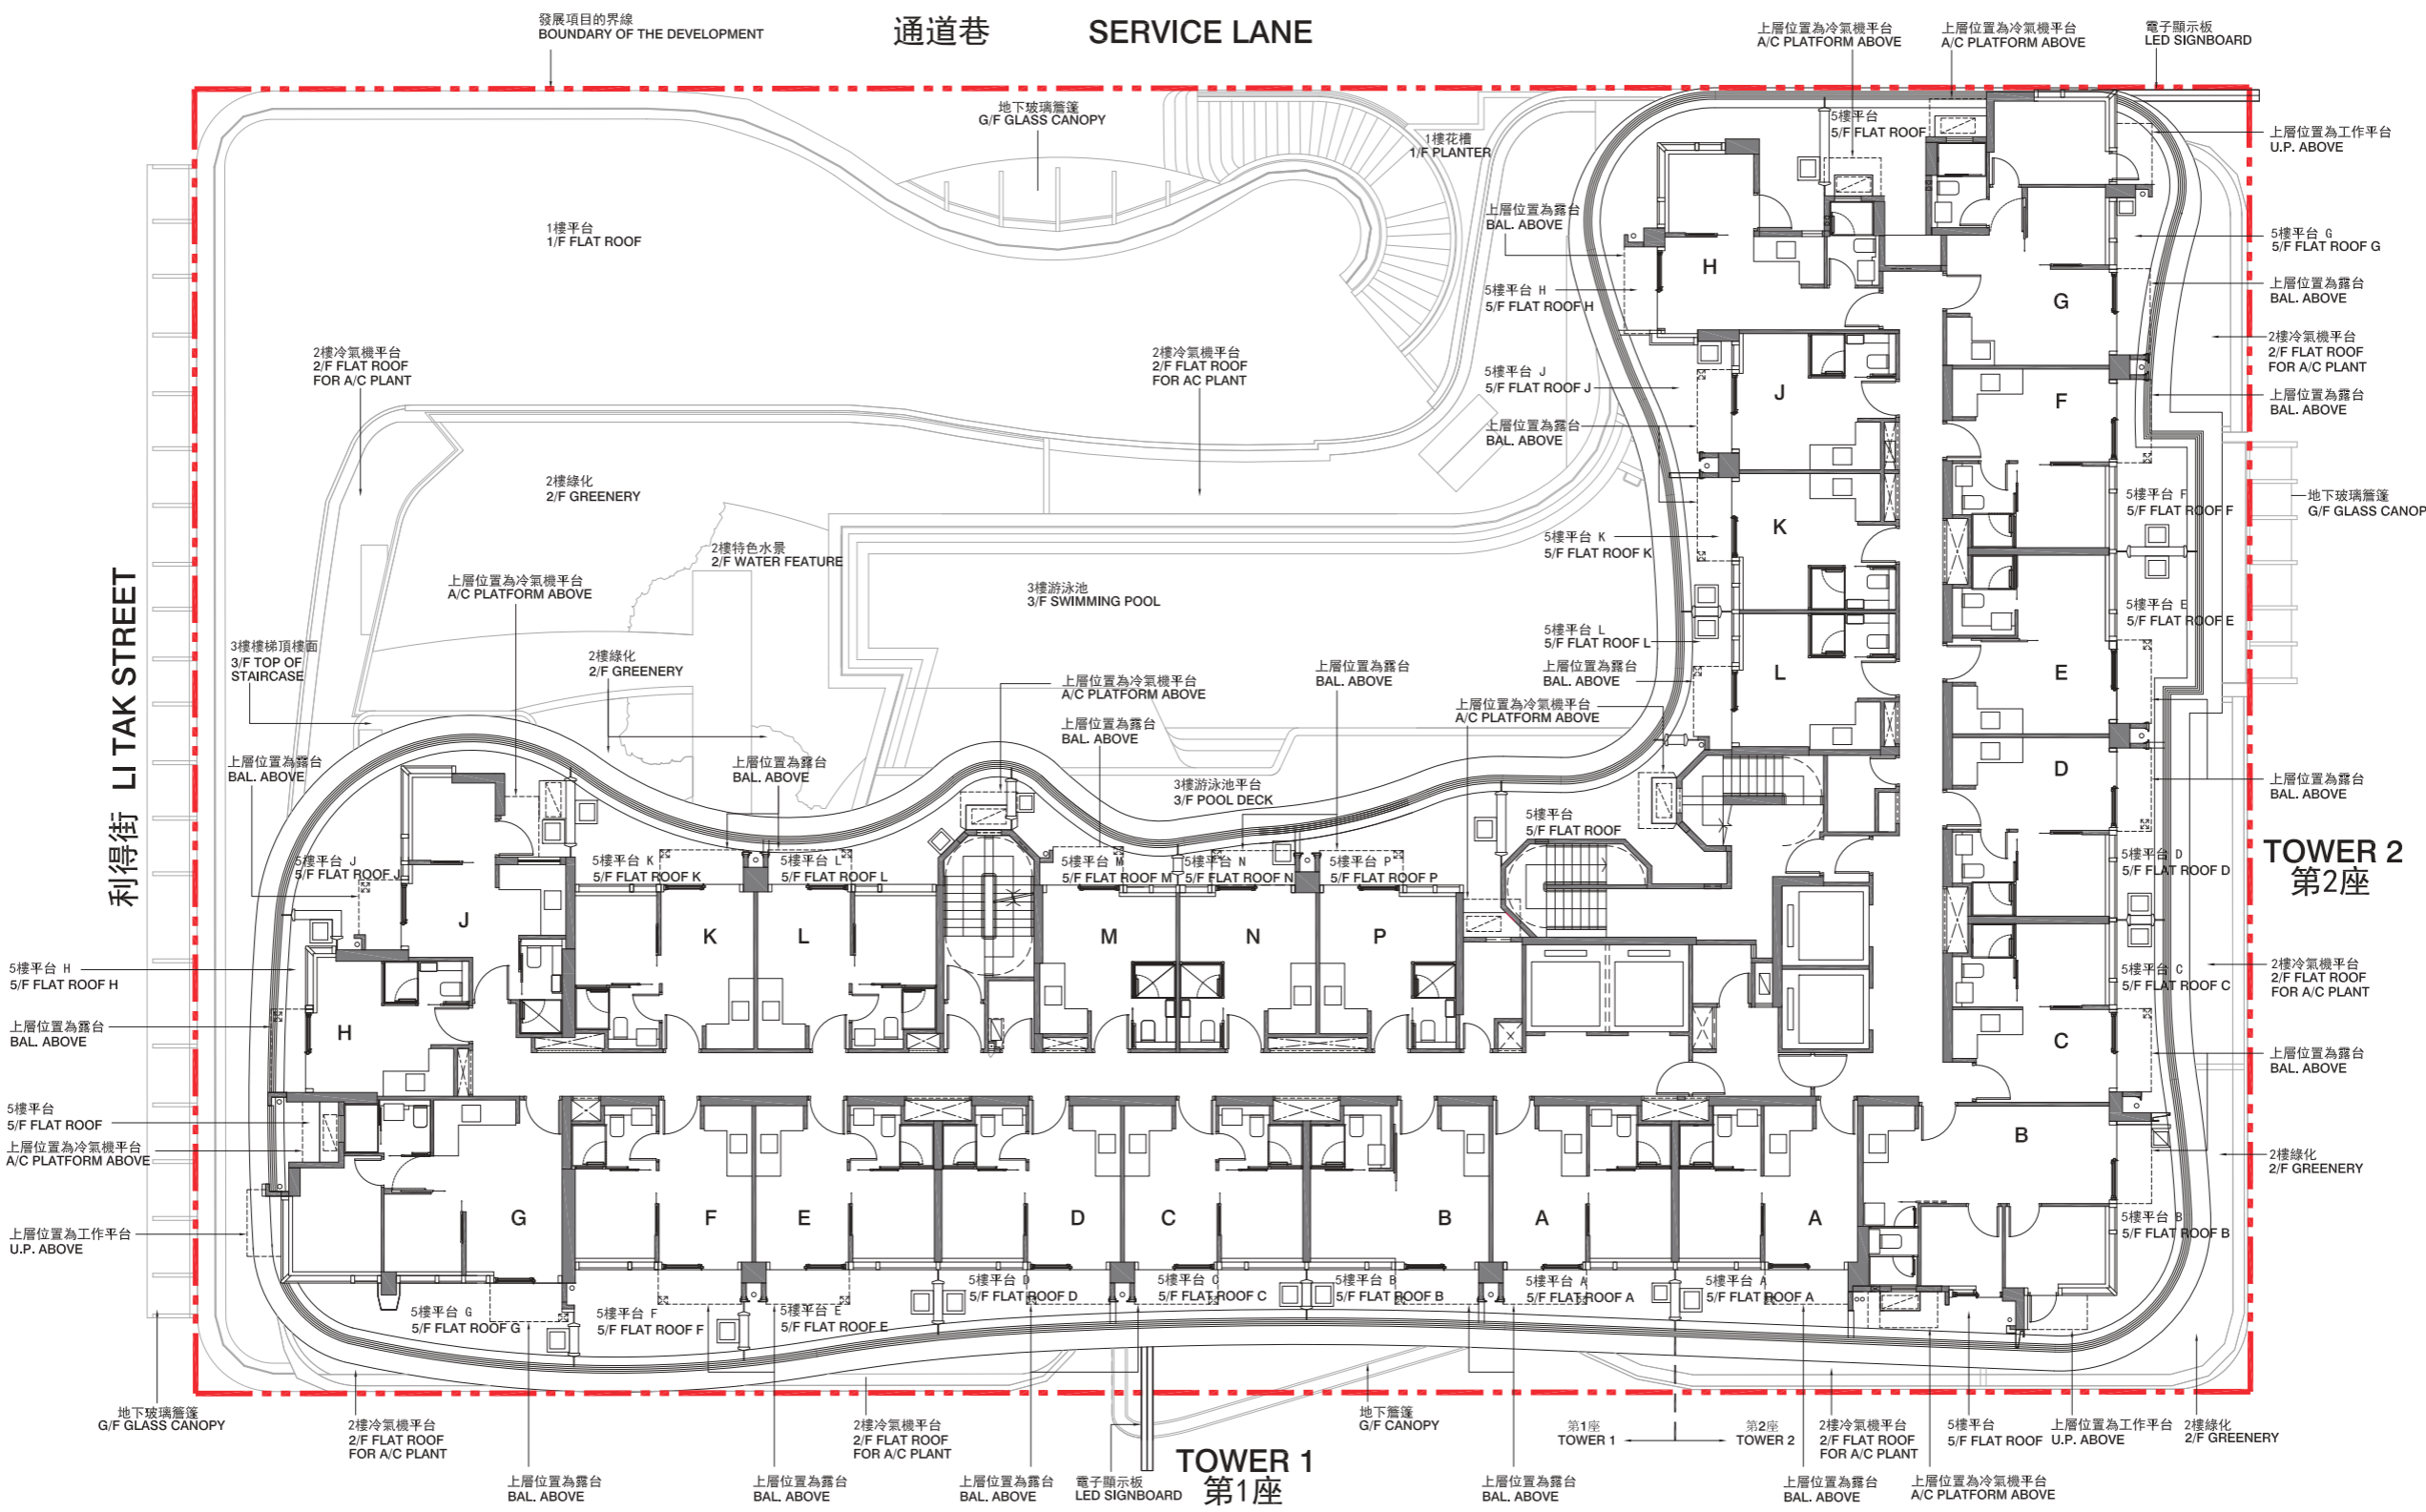 發展項目的界線
BOUNDARY OF THE DEVELOPMENT
通道巷 SERVICE LANE
上層位置為冷氣機平台
A/C PLATFORM ABOVE
上層位置為冷氣機平台
A/C PLATFORM ABOVE
電子顯示板
LED SIGNBOARD
地下玻璃簷篷
G/F GLASS CANOPY
5樓平台
5/F FLAT ROOF
1樓花槽
1/F PLANTER
上層位置為工作平台
U.P. ABOVE
1樓平台
1/F FLAT ROOF
上層位置為露台
BAL. ABOVE
5樓平台 G
5/F FLAT ROOF G
H
G
5樓平台 H
5/F FLAT ROOF H
上層位置為露台
BAL. ABOVE
2樓冷氣機平台
2/F FLAT ROOF
FOR A/C PLANT
2樓冷氣機平台
2/F FLAT ROOF
FOR AC PLANT
2樓冷氣機平台
2/F FLAT ROOF
FOR A/C PLANT
5樓平台 J
5/F FLAT ROOF J
J
F
上層位置為露台
BAL. ABOVE
上層位置為露台
BAL. ABOVE
2樓綠化
2/F GREENERY
5樓平台 F
5/F FLAT ROOF F
地下玻璃簷篷
G/F GLASS CANOP
2樓特色水景
2/F WATER FEATURE
5樓平台 K
5/F FLAT ROOF K
K
上層位置為冷氣機平台
A/C PLATFORM ABOVE
3樓游泳池
3/F SWIMMING POOL
5樓平台 E
5/F FLAT ROOF E
利得街 LI TAK STREET
3樓樓梯頂樓面
3/F TOP OF
STAIRCASE
2樓綠化
2/F GREENERY
5樓平台 L
5/F FLAT ROOF L
上層位置為露台
BAL. ABOVE
上層位置為露台
BAL. ABOVE
L
E
上層位置為冷氣機平台
A/C PLATFORM ABOVE
上層位置為冷氣機平台
A/C PLATFORM ABOVE
上層位置為露台
BAL. ABOVE
上層位置為露台
BAL. ABOVE
上層位置為露台
BAL. ABOVE
3樓游泳池平台
3/F POOL DECK
D
上層位置為露台
BAL. ABOVE
5樓平台
5/F FLAT ROOF
5樓平台 J
5/F FLAT ROOF J
5樓平台 K
5/F FLAT ROOF K
5樓平台 L
5/F FLAT ROOF L
5樓平台 M
5/F FLAT ROOF M
5樓平台 N
5/F FLAT ROOF N
5樓平台 P
5/F FLAT ROOF P
5樓平台 D
5/F FLAT ROOF D
TOWER 2
第2座
J
K
L
M
N
P
5樓平台 H
5/F FLAT ROOF H
5樓平台 C
5/F FLAT ROOF C
2樓冷氣機平台
2/F FLAT ROOF
FOR A/C PLANT
上層位置為露台
BAL. ABOVE
H
C
上層位置為露台
BAL. ABOVE
5樓平台
5/F FLAT ROOF
上層位置為冷氣機平台
A/C PLATFORM ABOVE
B
2樓綠化
2/F GREENERY
上層位置為工作平台
U.P. ABOVE
G
F
E
D
C
B
A
A
5樓平台 B
5/F FLAT ROOF B
5樓平台 G
5/F FLAT ROOF G
5樓平台 F
5/F FLAT ROOF F
5樓平台 E
5/F FLAT ROOF E
5樓平台 D
5/F FLAT ROOF D
5樓平台 C
5/F FLAT ROOF C
5樓平台 B
5/F FLAT ROOF B
5樓平台 A
5/F FLAT ROOF A
5樓平台 A
5/F FLAT ROOF A
地下玻璃簷篷
G/F GLASS CANOPY
2樓冷氣機平台
2/F FLAT ROOF
FOR A/C PLANT
2樓冷氣機平台
2/F FLAT ROOF
FOR A/C PLANT
地下簷篷
G/F CANOPY
第1座
TOWER 1
第2座
TOWER 2
2樓冷氣機平台
2/F FLAT ROOF
FOR A/C PLANT
5樓平台
5/F FLAT ROOF
上層位置為工作平台
U.P. ABOVE
2樓綠化
2/F GREENERY
上層位置為露台
BAL. ABOVE
上層位置為露台
BAL. ABOVE
上層位置為露台
BAL. ABOVE
電子顯示板
LED SIGNBOARD
TOWER 1
第1座
上層位置為露台
BAL. ABOVE
上層位置為露台
BAL. ABOVE
上層位置為冷氣機平台
A/C PLATFORM ABOVE